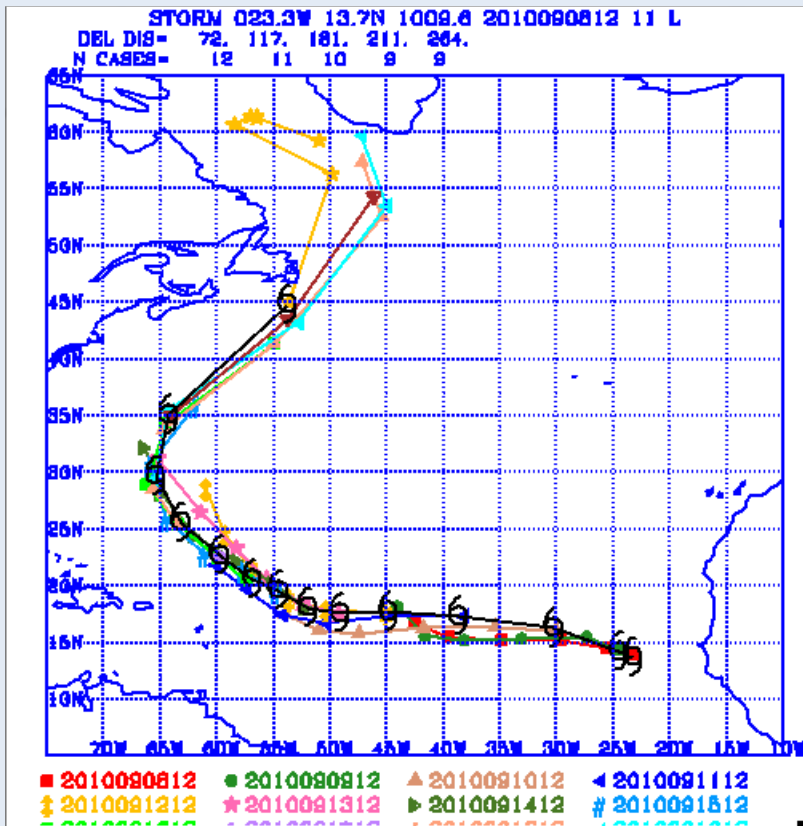 STORM 023.3W 13.7N 1009.6 2010090812 11 L
DEL DIS= 72. 117. 181. 211. 264.
N CASES= 12 11 10 9 9
65N
60N
55N
50N
45N
40N
35N
30N
25N
20N
15N
10N
70W 65W 60W 55W 50W 45W 40W 35W 30W 25W 20W 15W 10W
2010090812 2010090912 2010091012 2010091112
2010091212 2010091312 2010091412 2010091512